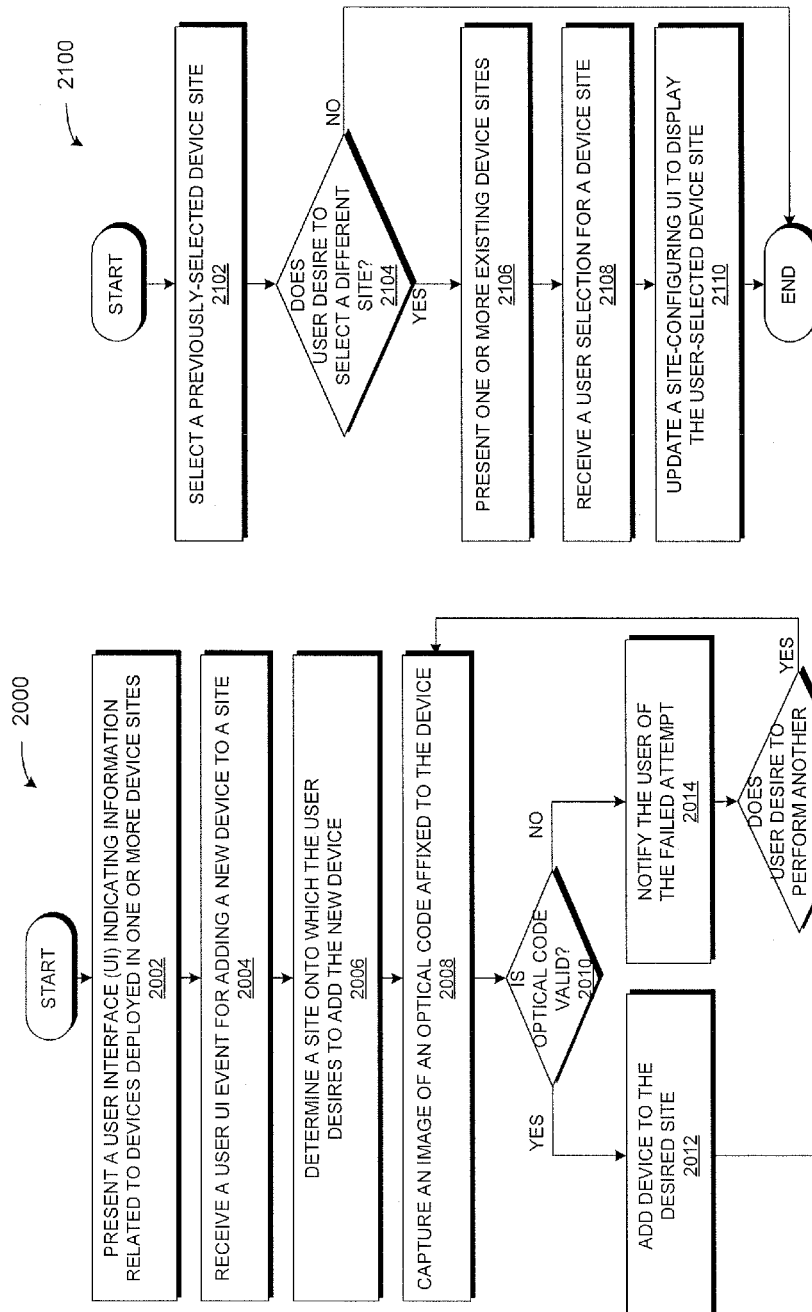 2100
START
SELECT A PREVIOUSLY-SELECTED DEVICE SITE
2102
DOES
USER DESIRE TO
SELECT A DIFFERENT
SITE?
2104
NO
YES
PRESENT ONE OR MORE EXISTING DEVICE SITES
2106
RECEIVE A USER SELECTION FOR A DEVICE SITE
2108
UPDATE A SITE-CONFIGURING UI TO DISPLAY
THE USER-SELECTED DEVICE SITE
2110
END
2000
START
PRESENT A USER INTERFACE (UI) INDICATING INFORMATION
RELATED TO DEVICES DEPLOYED IN ONE OR MORE DEVICE SITES
2002
RECEIVE A USER UI EVENT FOR ADDING A NEW DEVICE TO A SITE
2004
DETERMINE A SITE ONTO WHICH THE USER
DESIRES TO ADD THE NEW DEVICE
2006
CAPTURE AN IMAGE OF AN OPTICAL CODE AFFIXED TO THE DEVICE
2008
IS
OPTICAL CODE
VALID?
2010
YES
NO
ADD DEVICE TO THE
DESIRED SITE
2012
NOTIFY THE USER OF
THE FAILED ATTEMPT
2014
DOES
USER DESIRE TO
PERFORM ANOTHER
YES